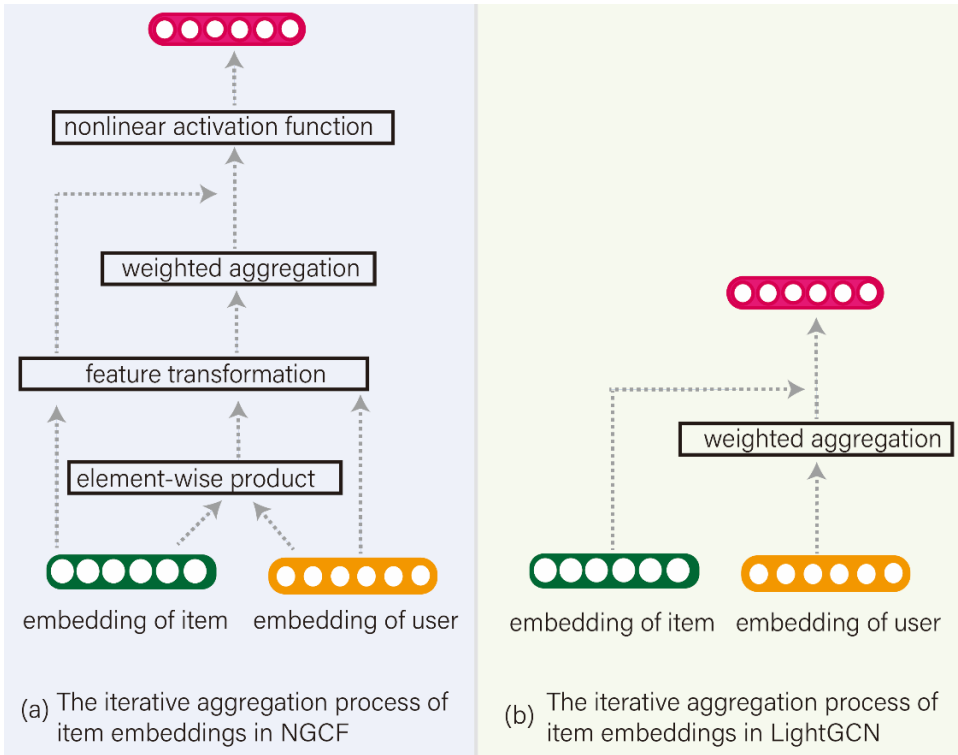 nonlinear activation function
weighted aggregation
feature transformation
element-wise product
embedding of item
embedding of user
(a) The iterative aggregation process of
item embeddings in NGCF
weighted aggregation
embedding of item
embedding of user
(b) The iterative aggregation process of
item embeddings in LightGCN